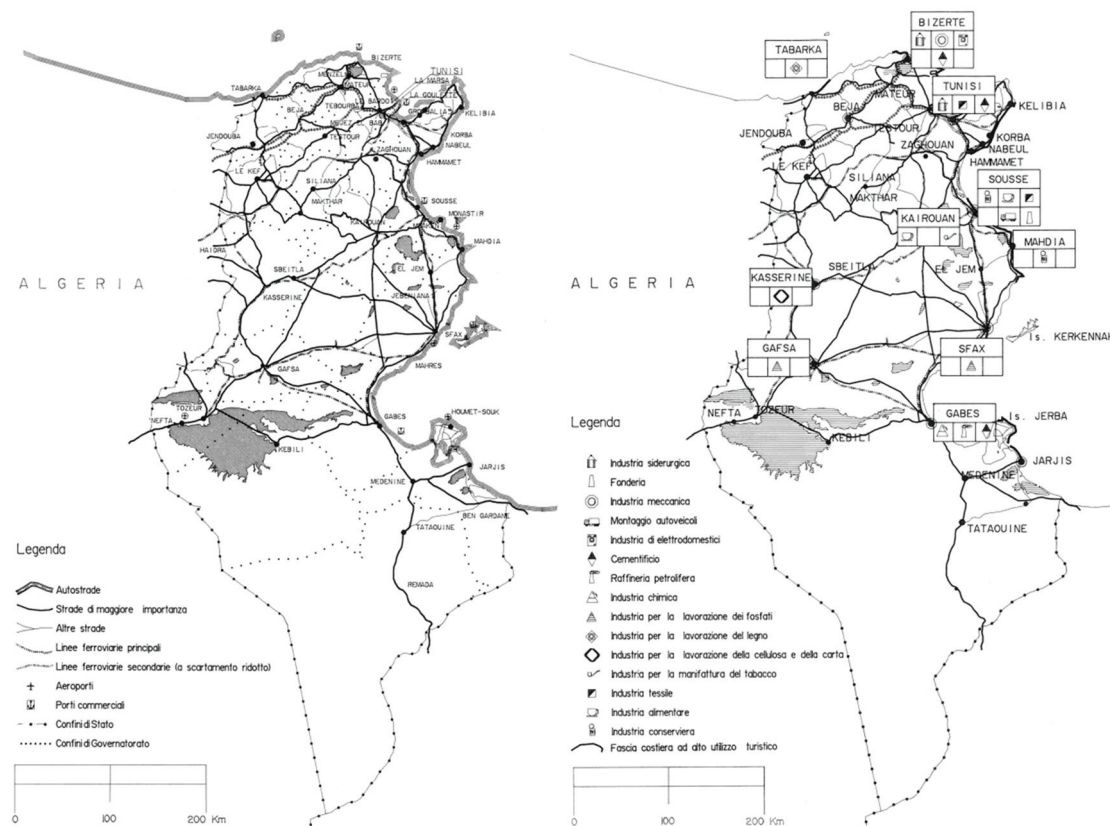 BIZERTE
TUNISI
MENZEL
LA MARSA
TABARKA
MATEUR
LA GOULETTE
BEJA
TEBOURBA
LE BARDO
GROMBALIA
KELIBIA
MEDJEZ EL BAB
KORBA
JENDOUBA
TESTOUR
NABEUL
ZAGHOUAN
HAMMAMET
LE KEF
SILIANA
SOUSSE
MAKTHAR
MONASTIR
KAIROUAN
HAIDRA
MAHDIA
SBEITLA
EL JEM
ALGERIA
KASSERINE
JEBENIANA
SFAX
MAHRES
GAFSA
TOZEUR
GABES
HOUMET-SOUK
NEFTA
KEBILI
JARJIS
MEDENINE
BEN GARDANE
TATAOUINE
REMADA
Legenda
Autostrade
Strade di maggiore importanza
Altre strade
Linee ferroviarie principali
Linee ferroviarie secondarie (a scartamento ridotto)
Aeroporti
Porti commerciali
Confini di Stato
Confini di Governatorato
0 100 200 Km
BIZERTE
TABARKA
TUNISI
MATEUR
BEJA
KELIBIA
TESTOUR
JENDOUBA
KORBA
ZAGHOUAN
NABEUL
HAMMAMET
LE KEF
SILIANA
SOUSSE
MAKTHAR
KAIROUAN
MAHDIA
SBEITLA
EL JEM
KASSERINE
ALGERIA
Is. KERKENNAH
GAFSA
SFAX
NEFTA
TOZEUR
GABES
Is. JERBA
KEBILI
JARJIS
MEDENINE
TATAOUINE
Legenda
Industria siderurgica
Fonderia
Industria meccanica
Montaggio autoveicoli
Industria di elettrodomestici
Cementificio
Raffineria petrolifera
Industria chimica
Industria per la lavorazione dei fosfati
Industria per la lavorazione del legno
Industria per la lavorazione della cellulosa e della carta
Industria per la manifattura del tabacco
Industria tessile
Industria alimentare
Industria conserviera
Fascia costiera ad alto utilizzo turistico
0 100 200 Km